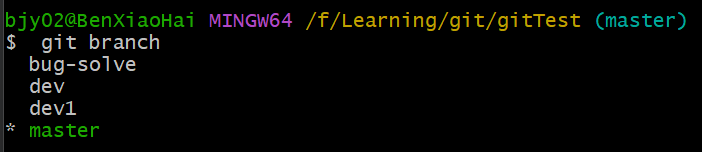 bjy02@BenXiaoHai MINGW64 /f/Learning/git/gitTest (master)
$  git branch
  bug-solve
  dev
  dev1
* master